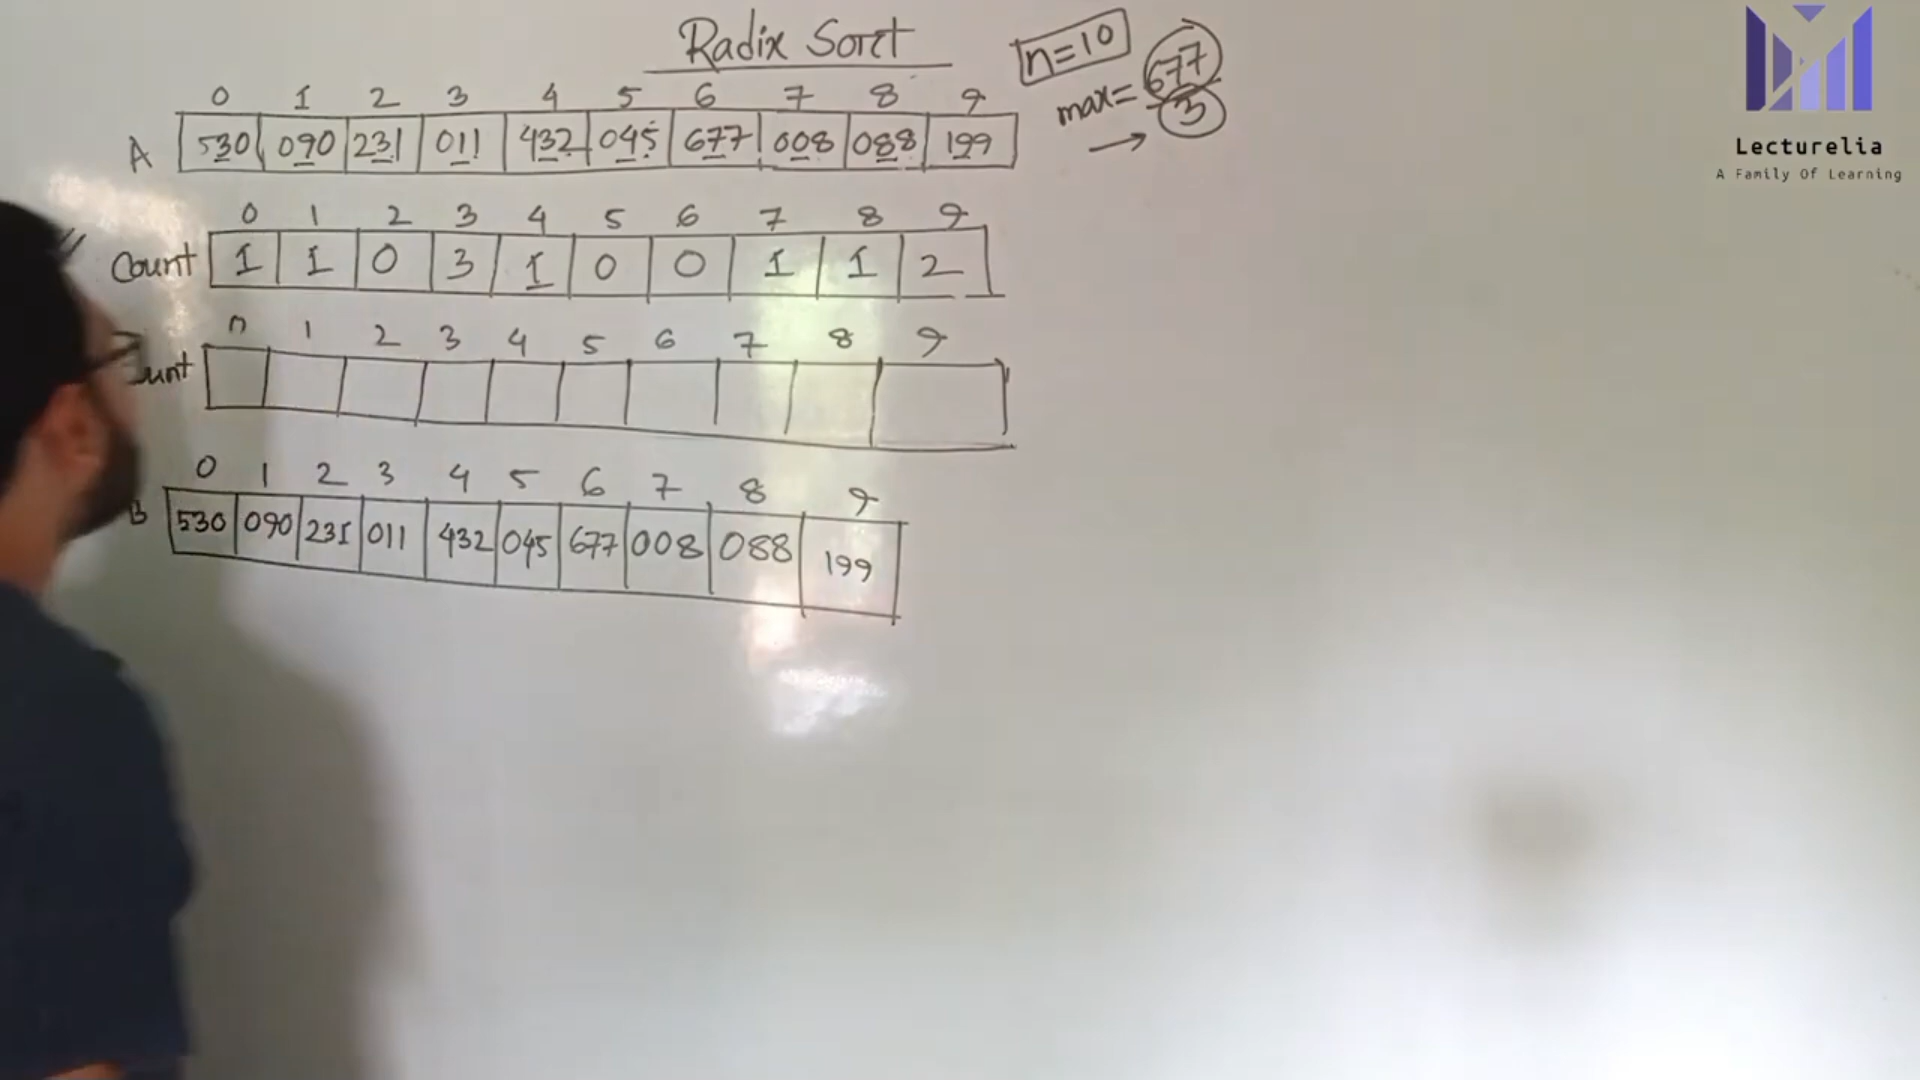 Radix Sort
n=10
max= 677
→ 3
0 1 2 3 4 5 6 7 8 9
A 530 090 231 011 432 045 677 008 088 199
0 1 2 3 4 5 6 7 8 9
Count 1 1 0 3 1 0 0 1 1 2
1 2 3 4 5 6 7 8 9
unt
0 1 2 3 4 5 6 7 8 9
B 530 090 231 011 432 045 677 008 088 199
Lecturelia
A Family Of Learning